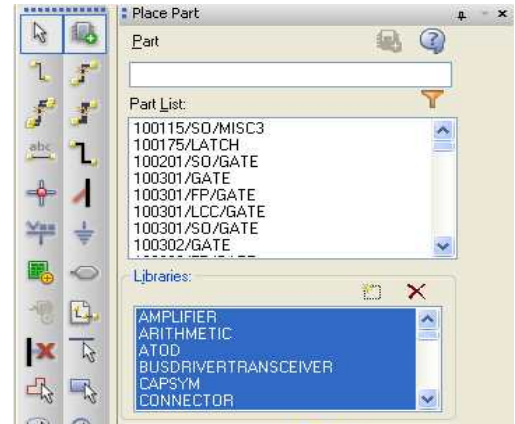 Place Part
Part
Part List:
100115/SO/MISC3
100175/LATCH
100201/SO/GATE
100301/GATE
100301/FP/GATE
100301/LCC/GATE
100301/SO/GATE
100302/GATE
Libraries:
AMPLIFIER
ARITHMETIC
ATOD
BUSDRIVERTRANSCEIVER
CAPSYM
CONNECTOR
abc